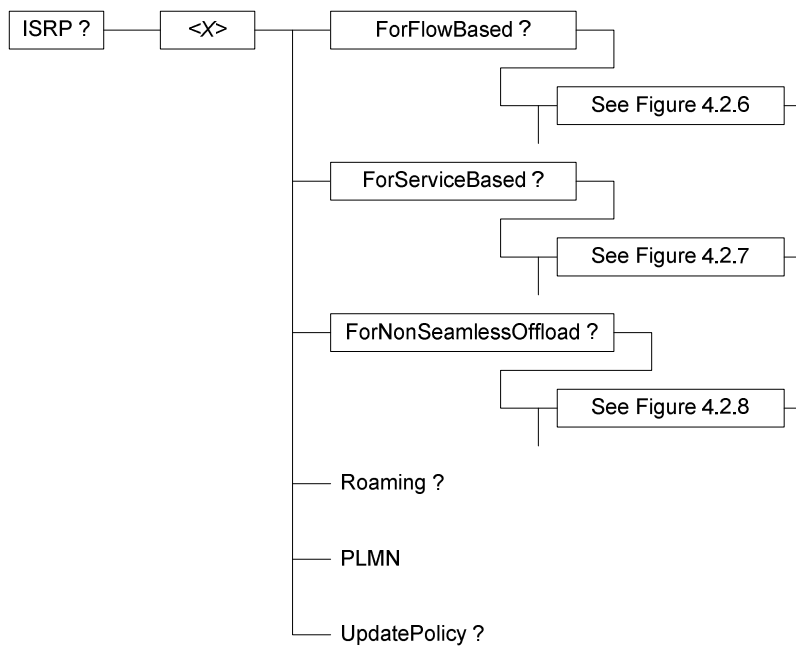 ISRP ?
<X>
ForFlowBased ?
See Figure 4.2.6
ForServiceBased ?
See Figure 4.2.7
ForNonSeamlessOffload ?
See Figure 4.2.8
Roaming ?
PLMN
UpdatePolicy ?